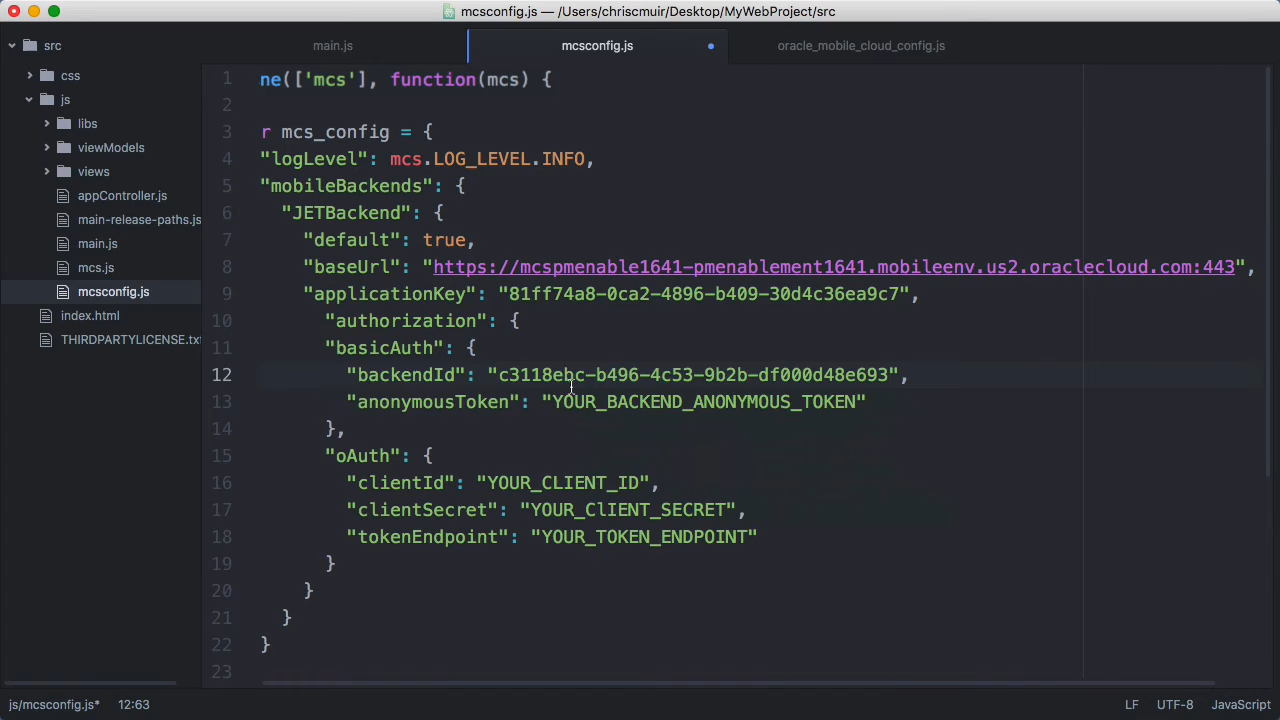 mcsconfig.js — /Users/chriscmuir/Desktop/MyWebProject/src
src
css
js
libs
viewModels
views
appController.js
main-release-paths.js
main.js
mcs.js
mcsconfig.js
index.html
THIRDPARTYLICENSE.txt
main.js
mcsconfig.js
oracle_mobile_cloud_config.js
1 ne(['mcs'], function(mcs) {
2
3 r mcs_config = {
4 "logLevel": mcs.LOG_LEVEL.INFO,
5 "mobileBackends": {
6 "JETBackend": {
7 "default": true,
8 "baseUrl": "https://mcspmenable1641-pmenablement1641.mobileenv.us2.oraclecloud.com:443",
9 "applicationKey": "81ff74a8-0ca2-4896-b409-30d4c36ea9c7",
10 "authorization": {
11 "basicAuth": {
12 "backendId": "c3118ebc-b496-4c53-9b2b-df000d48e693",
13 "anonymousToken": "YOUR_BACKEND_ANONYMOUS_TOKEN"
14 },
15 "oAuth": {
16 "clientId": "YOUR_CLIENT_ID",
17 "clientSecret": "YOUR_ClIENT_SECRET",
18 "tokenEndpoint": "YOUR_TOKEN_ENDPOINT"
19 }
20 }
21 }
22 }
23
js/mcsconfig.js* 12:63 LF UTF-8 JavaScript